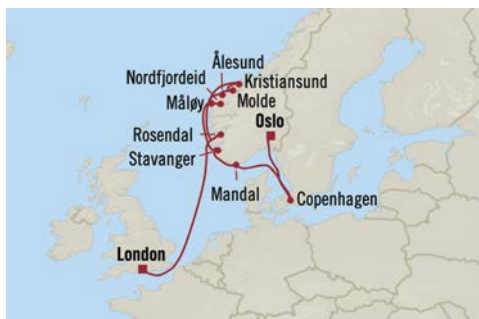 Ålesund
Nordfjordeid
Kristiansund
Måløy
Molde
Rosendal
Oslo
Stavanger
Mandal
Copenhagen
London